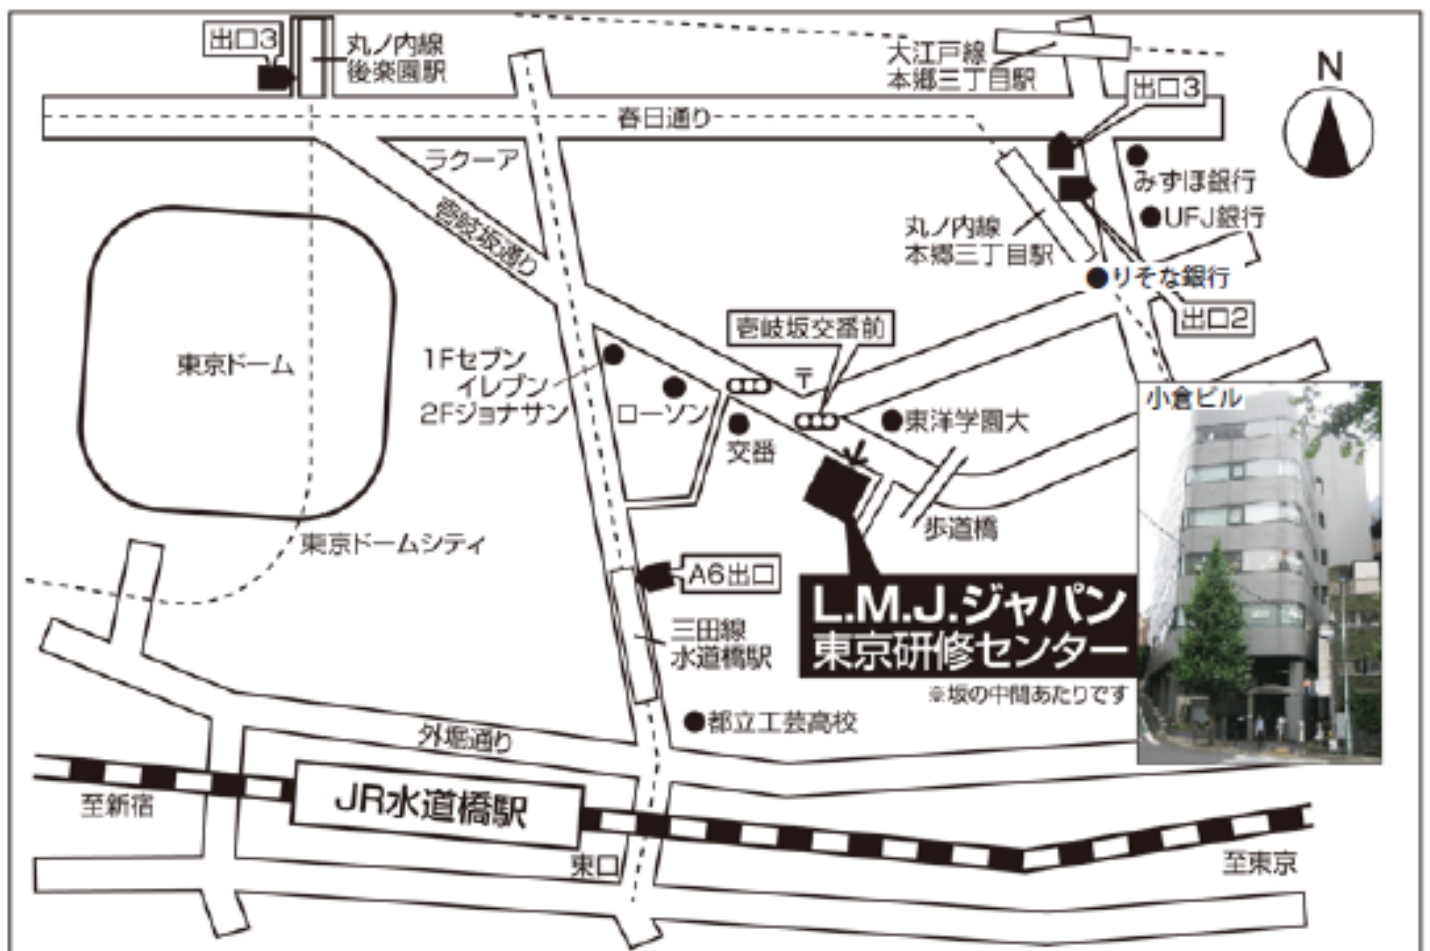 出口3
丸ノ内線
後楽園駅
大江戸線
本郷三丁目駅
出口3
N
春日通り
ラクーア
みずほ銀行
UFJ銀行
壱岐坂通り
丸ノ内線
本郷三丁目駅
りそな銀行
出口2
壱岐坂交番前
〒
東京ドーム
1Fセブン
イレブン
2Fジョナサン
ローソン
交番
東洋学園大
小倉ビル
歩道橋
東京ドームシティ
A6出口
L.M.J.ジャパン
東京研修センター
※坂の中間あたりです
三田線
水道橋駅
都立工芸高校
外堀通り
JR水道橋駅
至新宿
東口
至東京